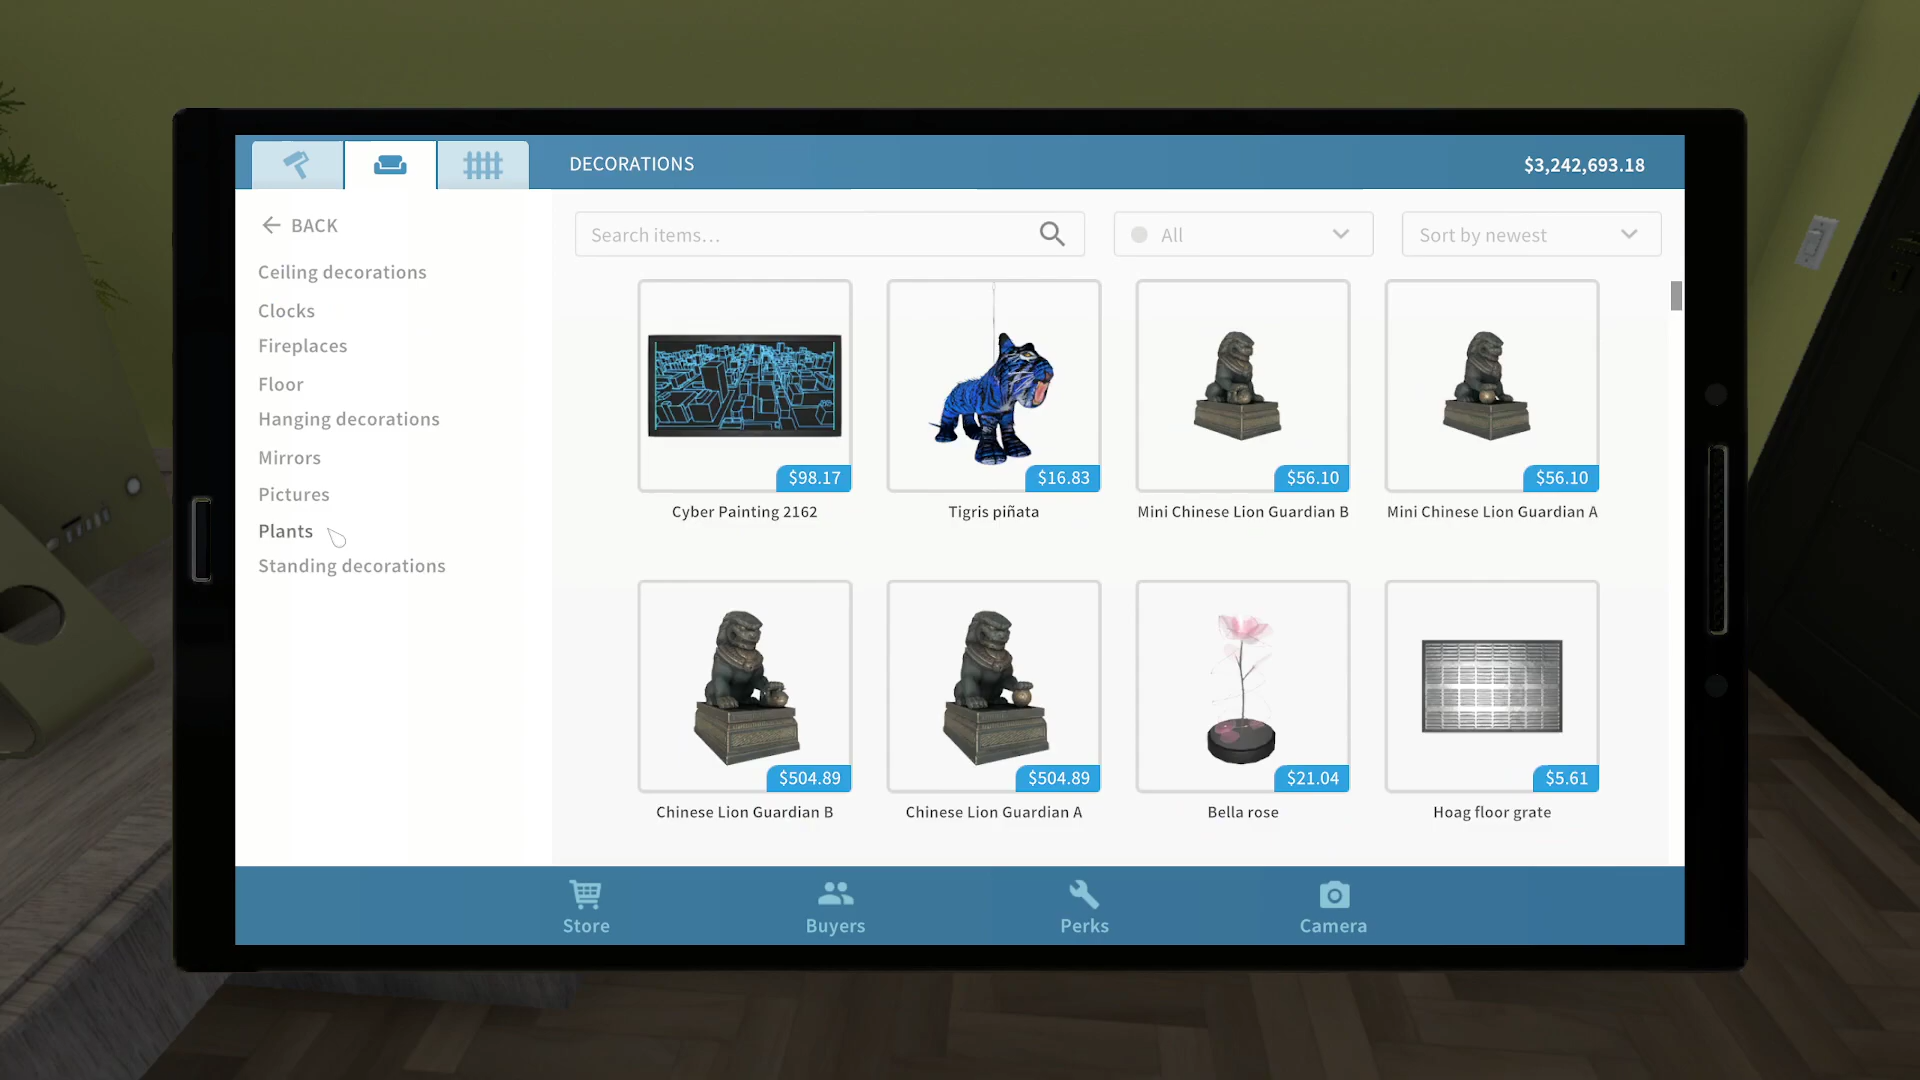 DECORATIONS
$3,242,693.18
BACK
Ceiling decorations
Clocks
Fireplaces
Floor
Hanging decorations
Mirrors
Pictures
Plants
Standing decorations
Search items...
All
Sort by newest
$98.17
$16.83
$56.10
$56.10
Cyber Painting 2162
Tigris piñata
Mini Chinese Lion Guardian B
Mini Chinese Lion Guardian A
$504.89
$504.89
$21.04
$5.61
Chinese Lion Guardian B
Chinese Lion Guardian A
Bella rose
Hoag floor grate
Store
Buyers
Perks
Camera